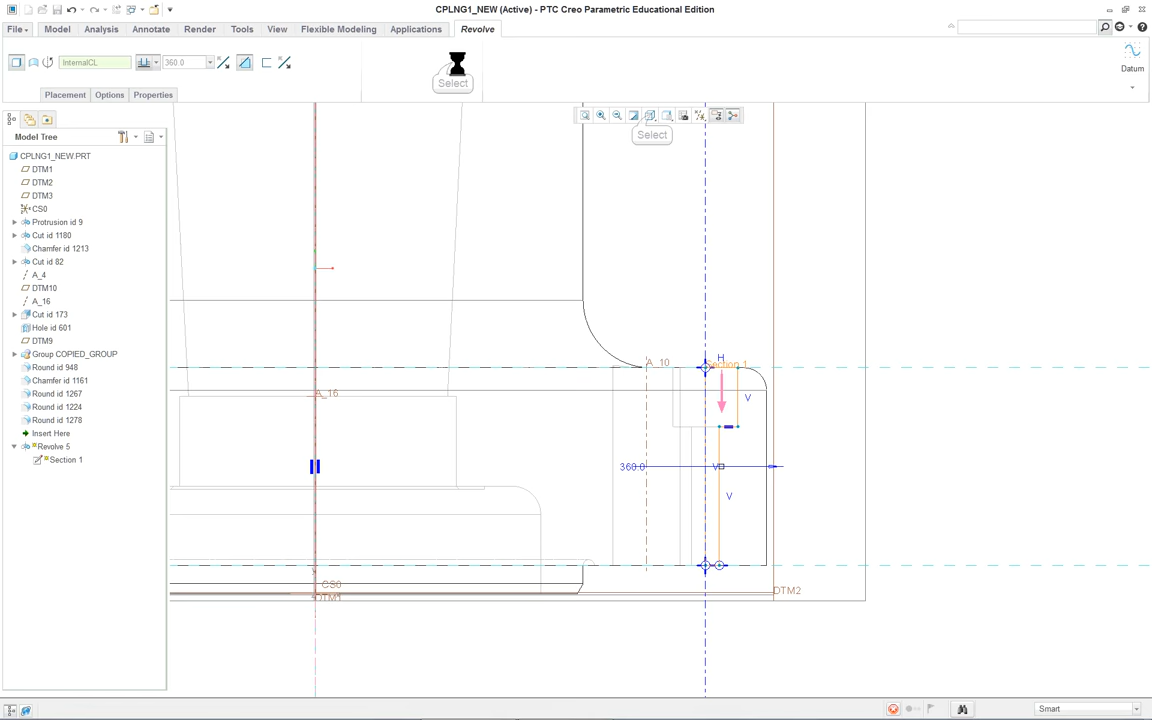 CPLNG1_NEW (Active) - PTC Creo Parametric Educational Edition
File Model Analysis Annotate Render Tools View Flexible Modeling Applications Revolve
InternalCL 360.0
Select
Datum
Placement Options Properties
Select
Model Tree
CPLNG1_NEW.PRT
DTM1
DTM2
DTM3
CS0
Protrusion id 9
Cut id 1180
Chamfer id 1213
Cut id 82
A_4
DTM10
A_16
Cut id 173
Hole id 601
DTM9
Group COPIED_GROUP
Round id 948
Chamfer id 1161
Round id 1267
Round id 1224
Round id 1278
Insert Here
Revolve 5
Section 1
H
A_10 Section 1
A_16
V
360.0 V
V
CS0
DTM1 DTM2
Smart